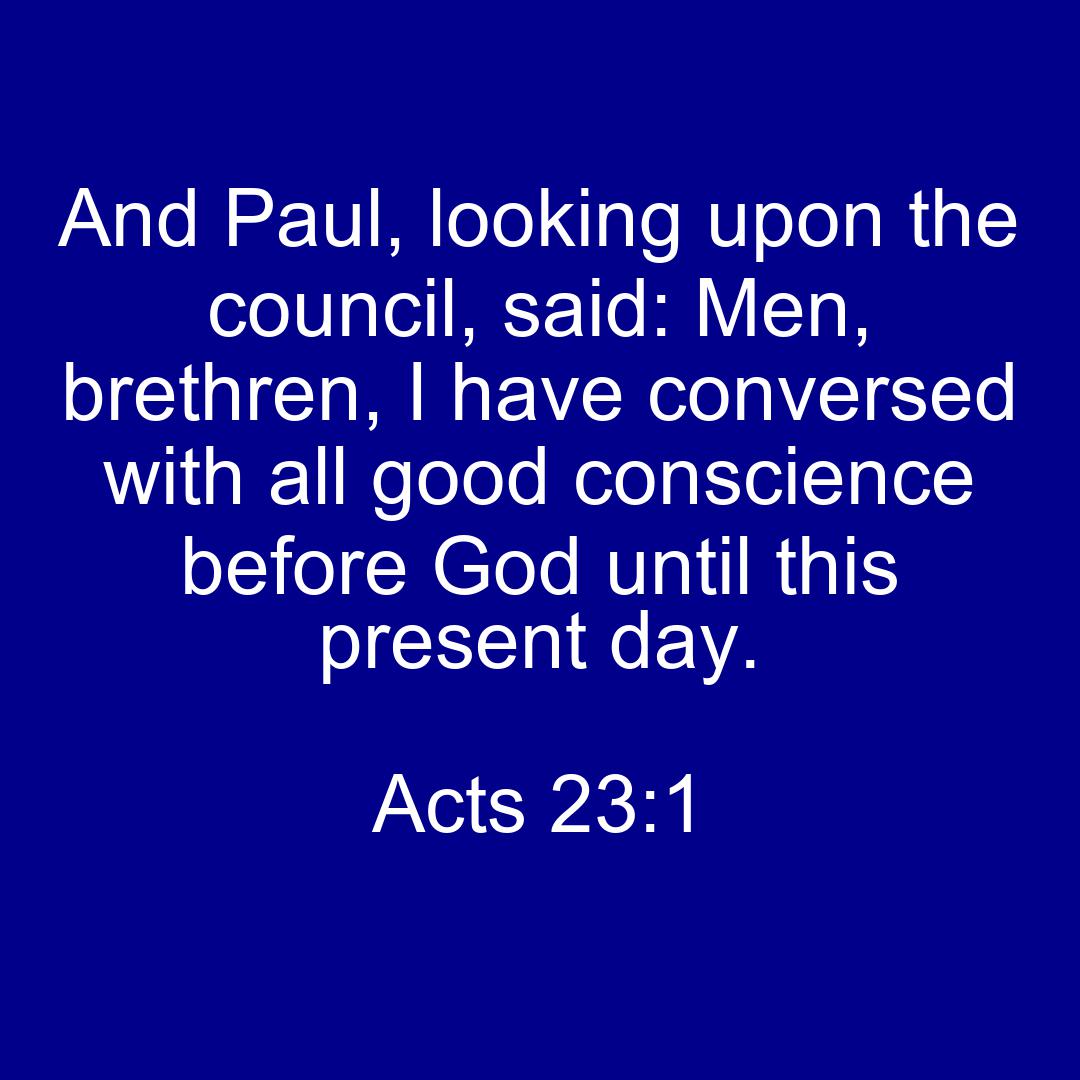 And Paul, looking upon the
council, said: Men,
brethren, I have conversed
with all good conscience
before God until this
present day.
Acts 23:1